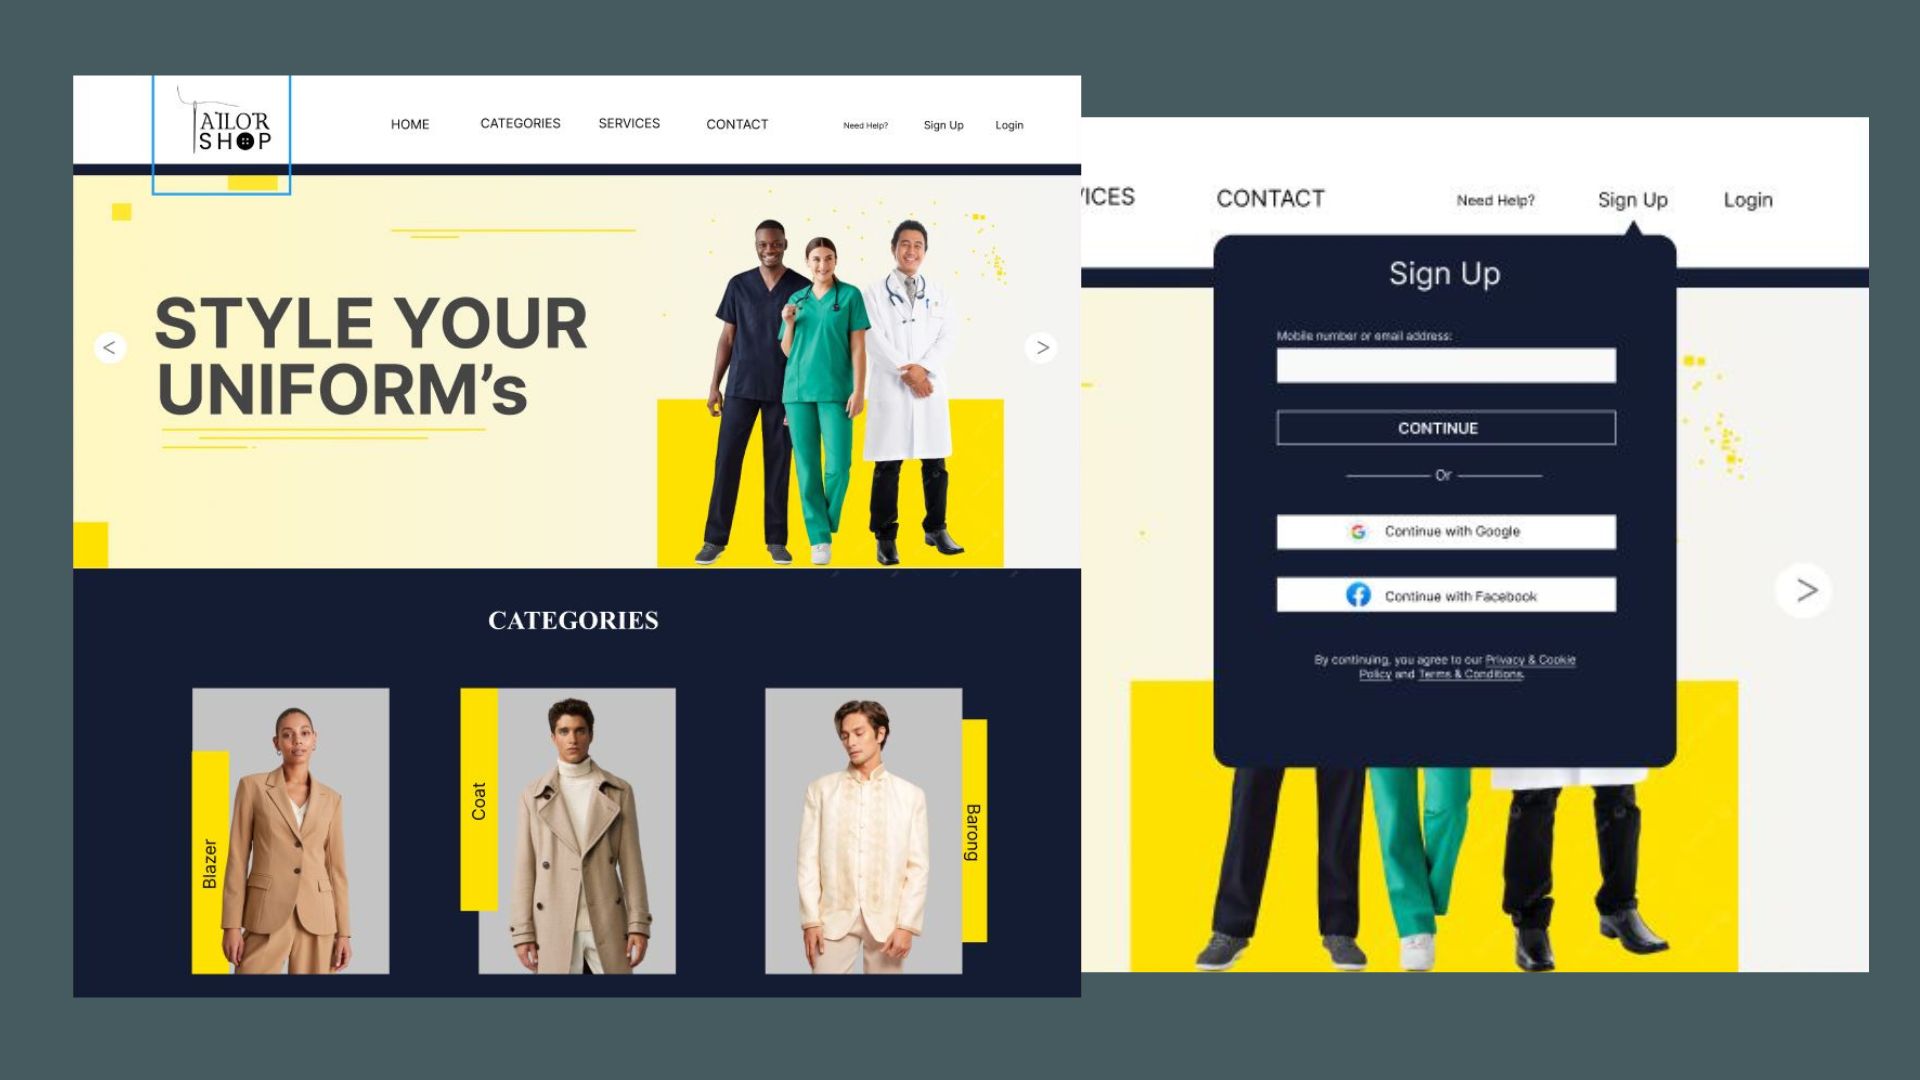 TAILOR
SHOP
HOME
CATEGORIES
SERVICES
CONTACT
Need Help?
Sign Up
Login
STYLE YOUR
UNIFORM’s
<
>
CATEGORIES
Blazer
Coat
Barong
VICES
CONTACT
Need Help?
Sign Up
Login
Sign Up
Mobile number or email address:
CONTINUE
Or
G Continue with Google
f Continue with Facebook
By continuing, you agree to our Privacy & Cookie
Policy and Terms & Conditions.
>